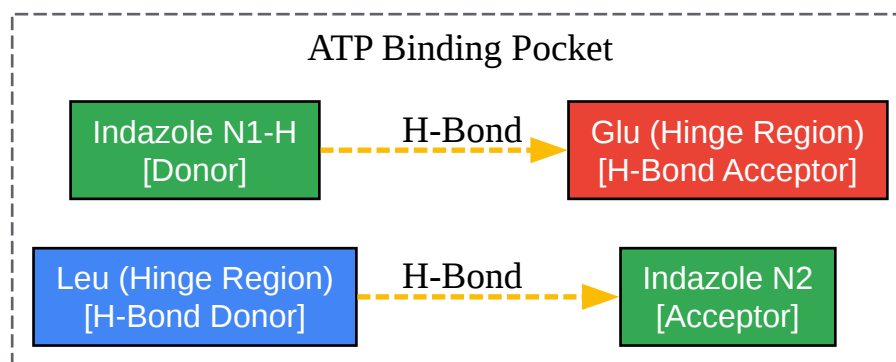 ATP Binding Pocket
Indazole N1-H
[Donor]
H-Bond
Glu (Hinge Region)
[H-Bond Acceptor]
Leu (Hinge Region)
[H-Bond Donor]
H-Bond
Indazole N2
[Acceptor]